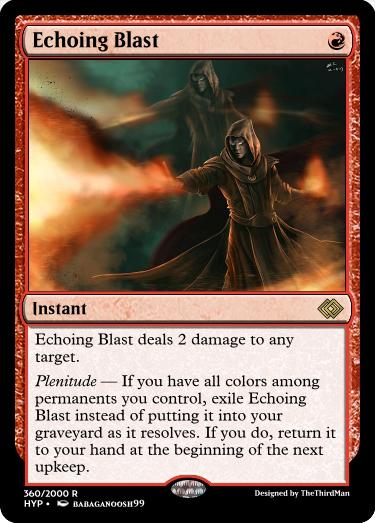 Echoing Blast
Instant
Echoing Blast deals 2 damage to any
target.
Plenitude — If you have all colors among
permanents you control, exile Echoing
Blast instead of putting it into your
graveyard as it resolves. If you do, return it
to your hand at the beginning of the next
upkeep.
360/2000 R
HYP • BABAGANOOSH99
Designed by TheThirdMan